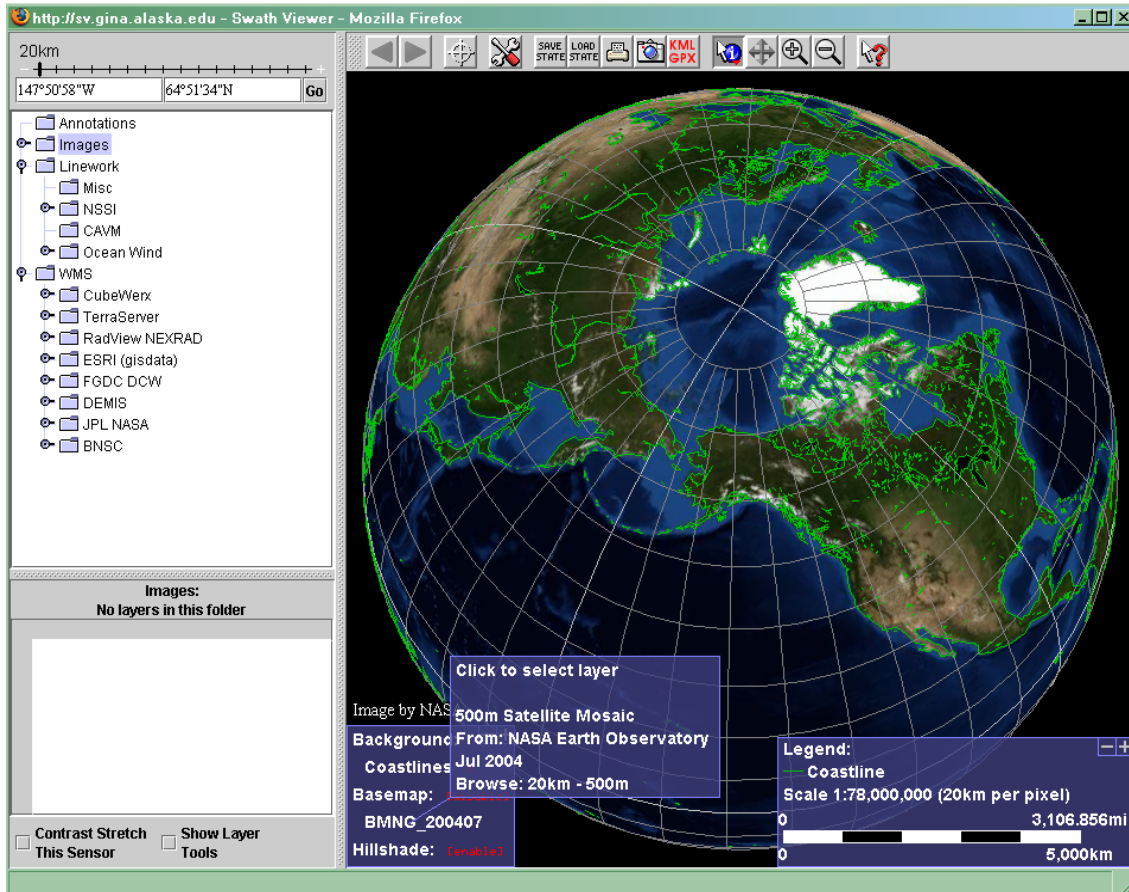 http://sv.gina.alaska.edu - Swath Viewer - Mozilla Firefox
20km
- +
147°50'58"W 64°51'34"N Go
SAVE STATE LOAD STATE KML GPX
Annotations
Images
Linework
Misc
NSSI
CAVM
Ocean Wind
WMS
CubeWerx
TerraServer
RadView NEXRAD
ESRI (gisdata)
FGDC DCW
DEMIS
JPL NASA
BNSC
Images:
No layers in this folder
Contrast Stretch
This Sensor
Show Layer
Tools
Image by NAS
Background
Coastlines
Basemap:
BMNG_200407
Hillshade: [enable]
Click to select layer
500m Satellite Mosaic
From: NASA Earth Observatory
Jul 2004
Browse: 20km - 500m
Legend:
Coastline
Scale 1:78,000,000 (20km per pixel)
0 3,106.856mi
0 5,000km